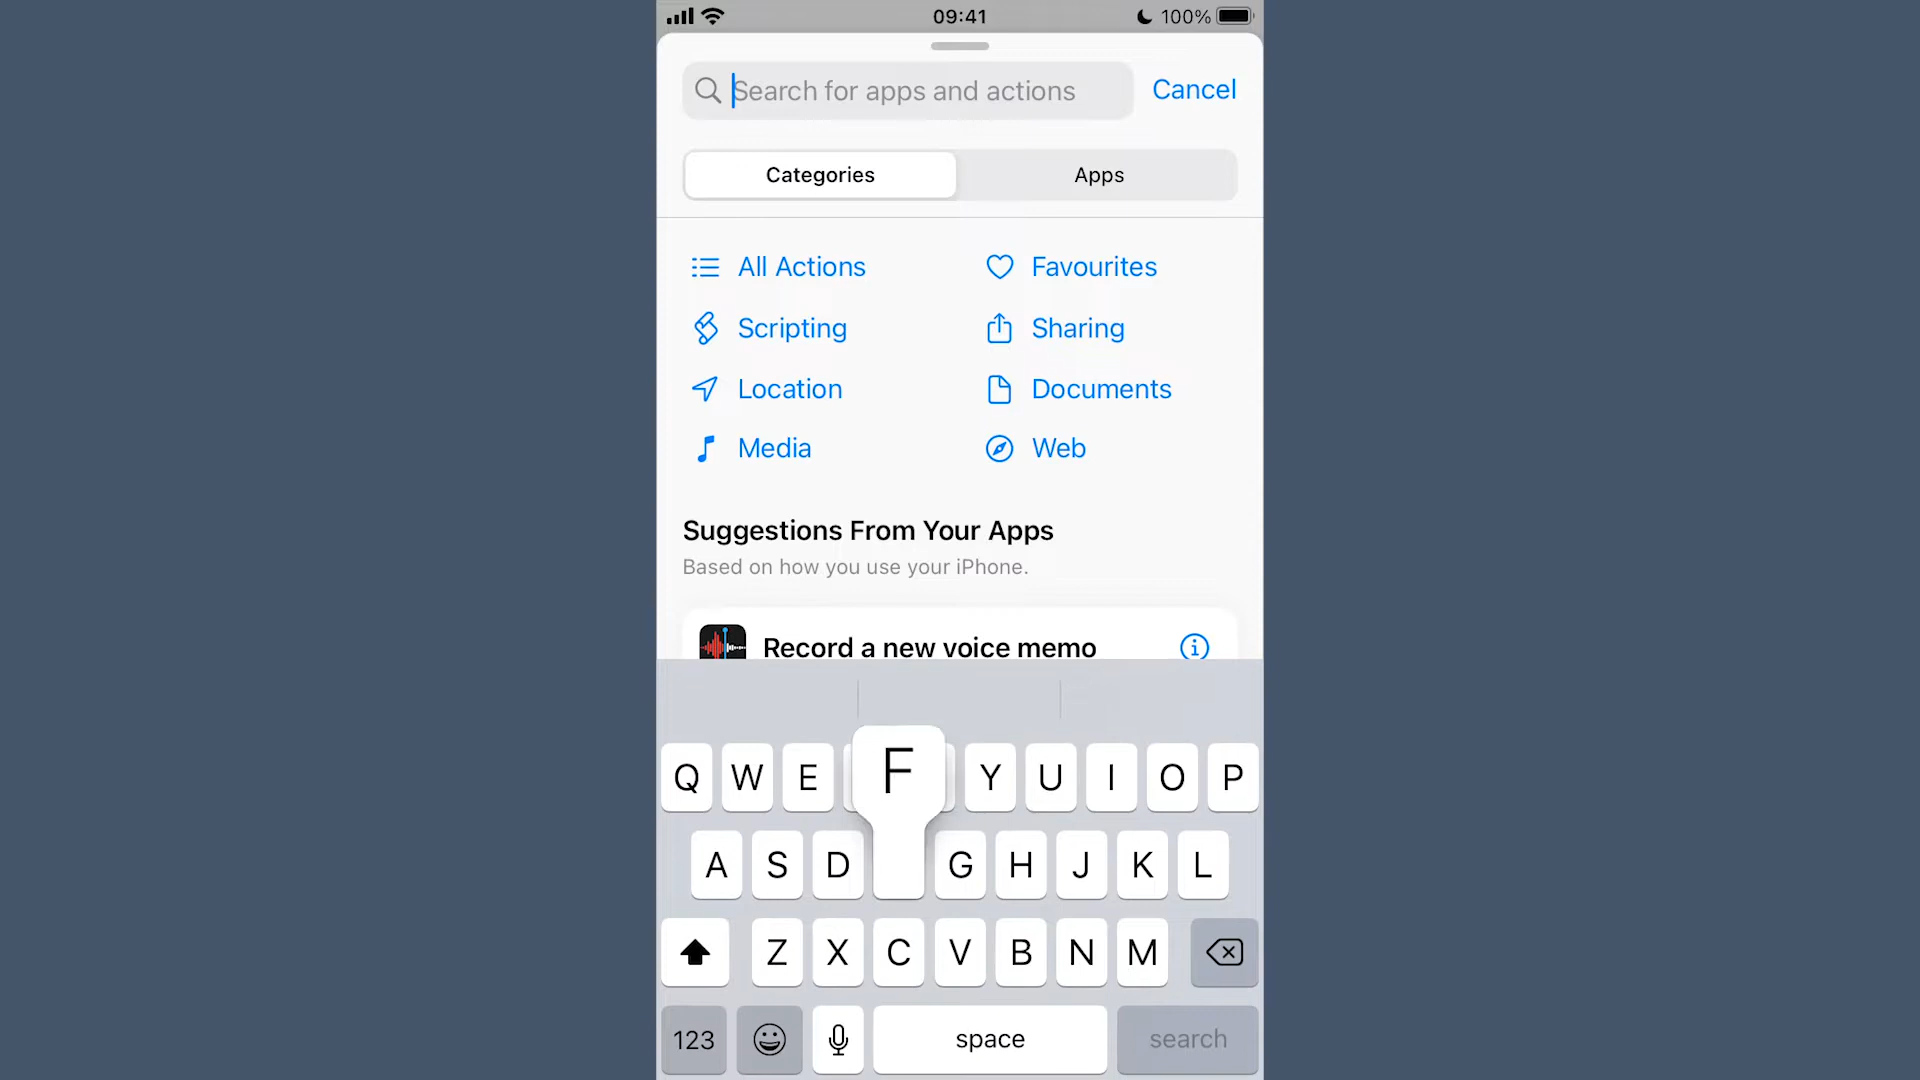 09:41
100%
Search for apps and actions
Cancel
Categories
Apps
All Actions
Favourites
Scripting
Sharing
Location
Documents
Media
Web
Suggestions From Your Apps
Based on how you use your iPhone.
Record a new voice memo
Q W E F Y U I O P
A S D G H J K L
Z X C V B N M
123 space search